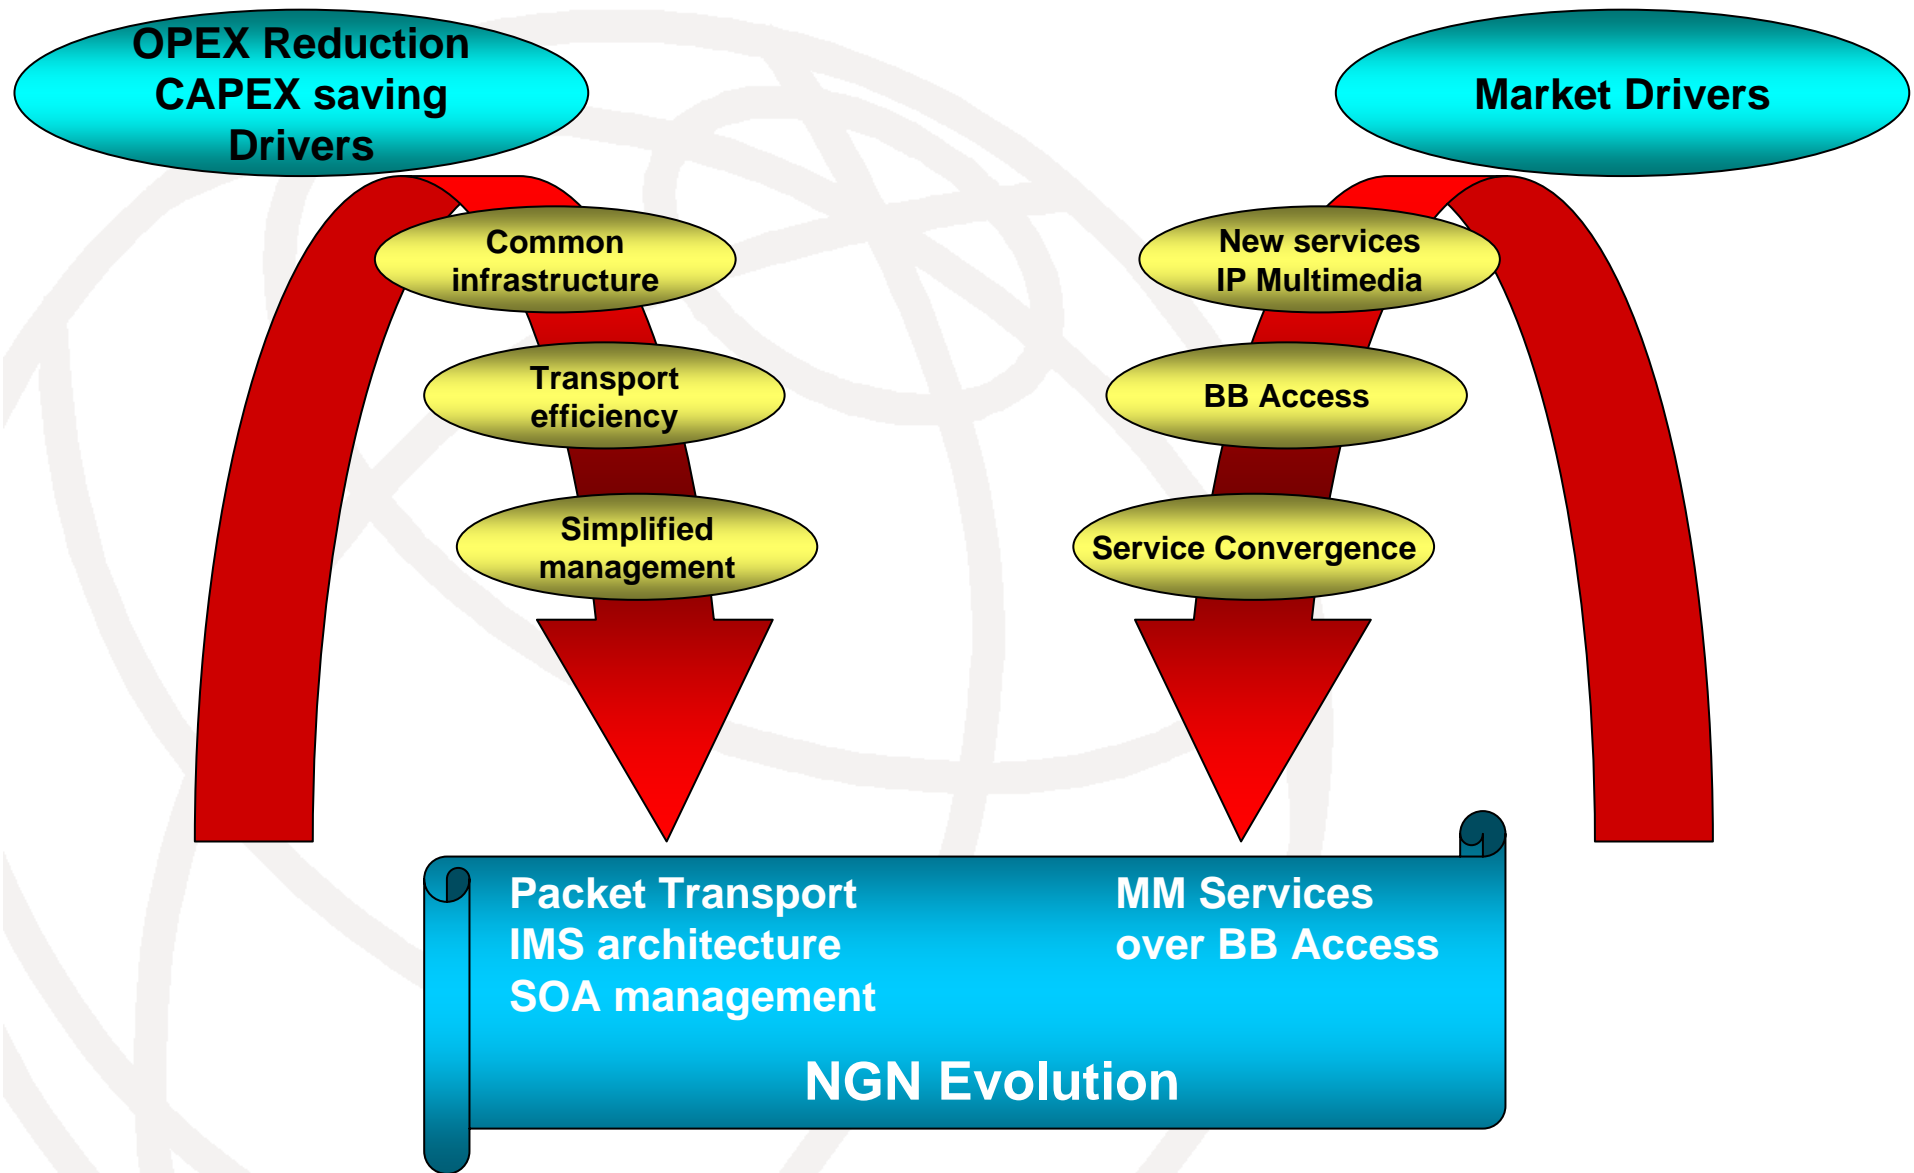 OPEX Reduction
CAPEX saving
Drivers
Market Drivers
Common
infrastructure
Transport
efficiency
Simplified
management
New services
IP Multimedia
BB Access
Service Convergence
Packet Transport
IMS architecture
SOA management
MM Services
over BB Access
NGN Evolution